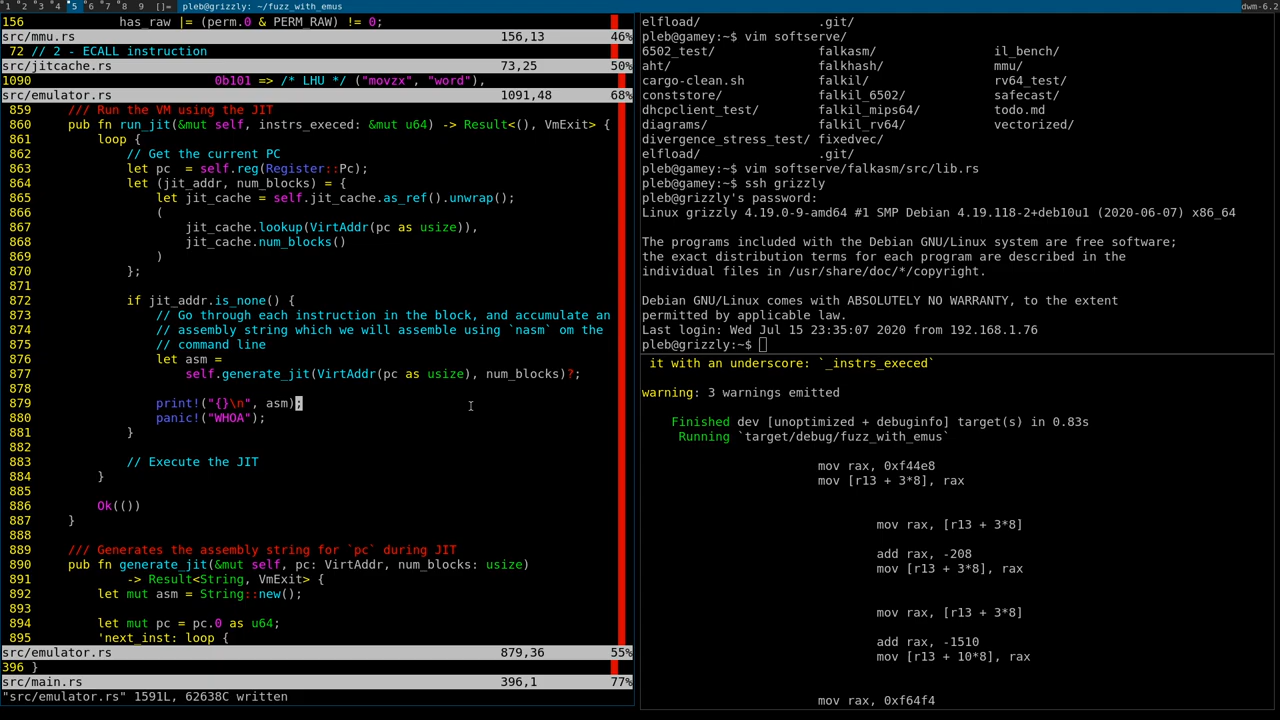 1 2 3 4 5 6 7 8 9 []= pleb@grizzly: ~/fuzz_with_emus dwm-6.2
156 has_raw |= (perm.0 & PERM_RAW) != 0;
src/mmu.rs 156,13 46%
72 // 2 - ECALL instruction
src/jitcache.rs 73,25 50%
1090 0b101 => /* LHU */ ("movzx", "word"),
src/emulator.rs 1091,48 68%
859 /// Run the VM using the JIT
860 pub fn run_jit(&mut self, instrs_execed: &mut u64) -> Result<(), VmExit> {
861 loop {
862 // Get the current PC
863 let pc  = self.reg(Register::Pc);
864 let (jit_addr, num_blocks) = {
865 let jit_cache = self.jit_cache.as_ref().unwrap();
866 (
867 jit_cache.lookup(VirtAddr(pc as usize)),
868 jit_cache.num_blocks()
869 )
870 };
871
872 if jit_addr.is_none() {
873 // Go through each instruction in the block, and accumulate an
874 // assembly string which we will assemble using `nasm` om the
875 // command line
876 let asm =
877 self.generate_jit(VirtAddr(pc as usize), num_blocks)?;
878
879 print!("{}\n", asm);
880 panic!("WHOA");
881 }
882
883 // Execute the JIT
884 }
885
886 Ok(())
887 }
888
889 /// Generates the assembly string for `pc` during JIT
890 pub fn generate_jit(&mut self, pc: VirtAddr, num_blocks: usize)
891 -> Result<String, VmExit> {
892 let mut asm = String::new();
893
894 let mut pc = pc.0 as u64;
895 'next_inst: loop {
src/emulator.rs 879,36 55%
396 }
src/main.rs 396,1 77%
"src/emulator.rs" 1591L, 62638C written
elfload/ .git/
pleb@gamey:~$ vim softserve/
6502_test/ falkasm/ il_bench/
aht/ falkhash/ mmu/
cargo-clean.sh falkil/ rv64_test/
conststore/ falkil_6502/ safecast/
dhcpclient_test/ falkil_mips64/ todo.md
diagrams/ falkil_rv64/ vectorized/
divergence_stress_test/ fixedvec/
elfload/ .git/
pleb@gamey:~$ vim softserve/falkasm/src/lib.rs
pleb@gamey:~$ ssh grizzly
pleb@grizzly's password:
Linux grizzly 4.19.0-9-amd64 #1 SMP Debian 4.19.118-2+deb10u1 (2020-06-07) x86_64
The programs included with the Debian GNU/Linux system are free software;
the exact distribution terms for each program are described in the
individual files in /usr/share/doc/*/copyright.
Debian GNU/Linux comes with ABSOLUTELY NO WARRANTY, to the extent
permitted by applicable law.
Last login: Wed Jul 15 23:35:07 2020 from 192.168.1.76
pleb@grizzly:~$
it with an underscore: `_instrs_execed`
warning: 3 warnings emitted
Finished dev [unoptimized + debuginfo] target(s) in 0.83s
Running `target/debug/fuzz_with_emus`
mov rax, 0xf44e8
mov [r13 + 3*8], rax
mov rax, [r13 + 3*8]
add rax, -208
mov [r13 + 3*8], rax
mov rax, [r13 + 3*8]
add rax, -1510
mov [r13 + 10*8], rax
mov rax, 0xf64f4